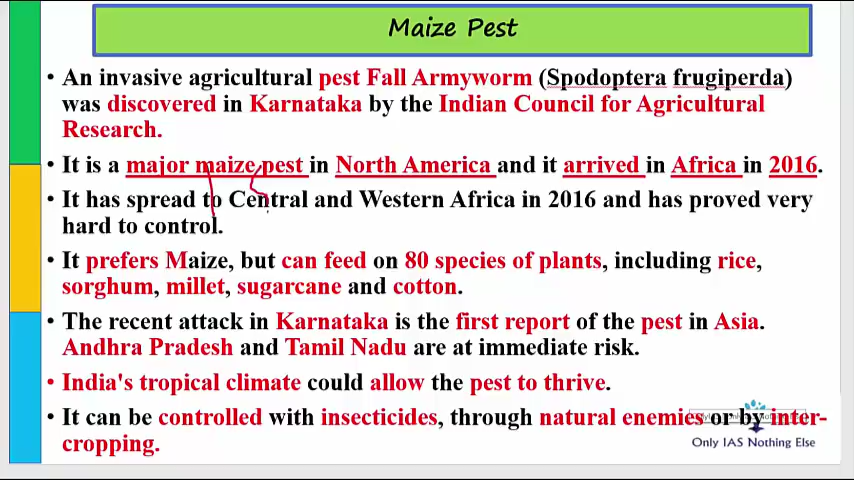 Maize Pest
• An invasive agricultural pest Fall Armyworm (Spodoptera frugiperda)
was discovered in Karnataka by the Indian Council for Agricultural
Research.
• It is a major maize pest in North America and it arrived in Africa in 2016.
• It has spread to Central and Western Africa in 2016 and has proved very
hard to control.
• It prefers Maize, but can feed on 80 species of plants, including rice,
sorghum, millet, sugarcane and cotton.
• The recent attack in Karnataka is the first report of the pest in Asia.
Andhra Pradesh and Tamil Nadu are at immediate risk.
• India's tropical climate could allow the pest to thrive.
• It can be controlled with insecticides, through natural enemies or by inter-
cropping.
Only IAS Nothing Else